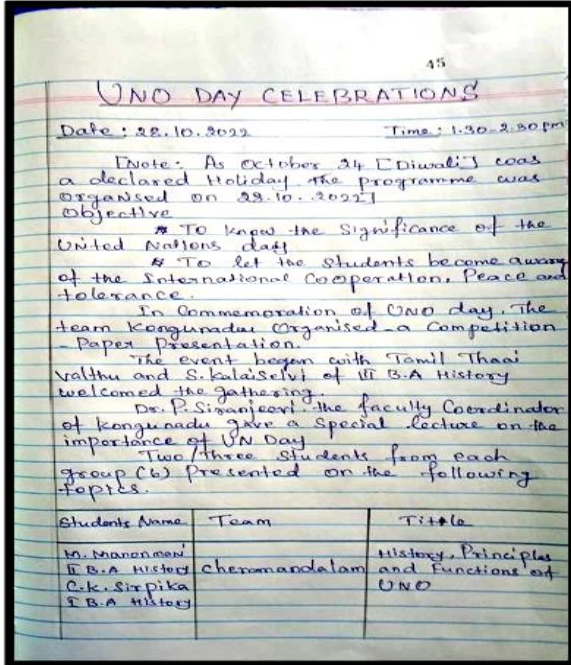 45
UNO DAY CELEBRATIONS
Date : 28.10.2022 Time : 1.30-2.30 pm
[Note: As October 24 [Diwali] was
a declared Holiday the programme was
organised on 28.10.2022]
Objective
* To know the Significance of the
United Nations day
* To let the students become aware
of the International Cooperation, Peace and
tolerance.
In Commemoration of UNO day, The
team Kongunadu Organised a Competition
- Paper Presentation.
The event began with Tamil Thaai
Valthu and S. Kalaiselvi of III B.A History
welcomed the gathering.
Dr. P. Siranjeevi. the faculty Coordinator
of Kongunadu gave a Special lecture on the
importance of UN Day
Two/three Students from each
group (6) Presented on the following
topics.
Students Name Team Tittle
M. Manonmani History, Principles
II B.A History Cheramandalam and Functions of
C.K. Sirpika UNO
I B.A History